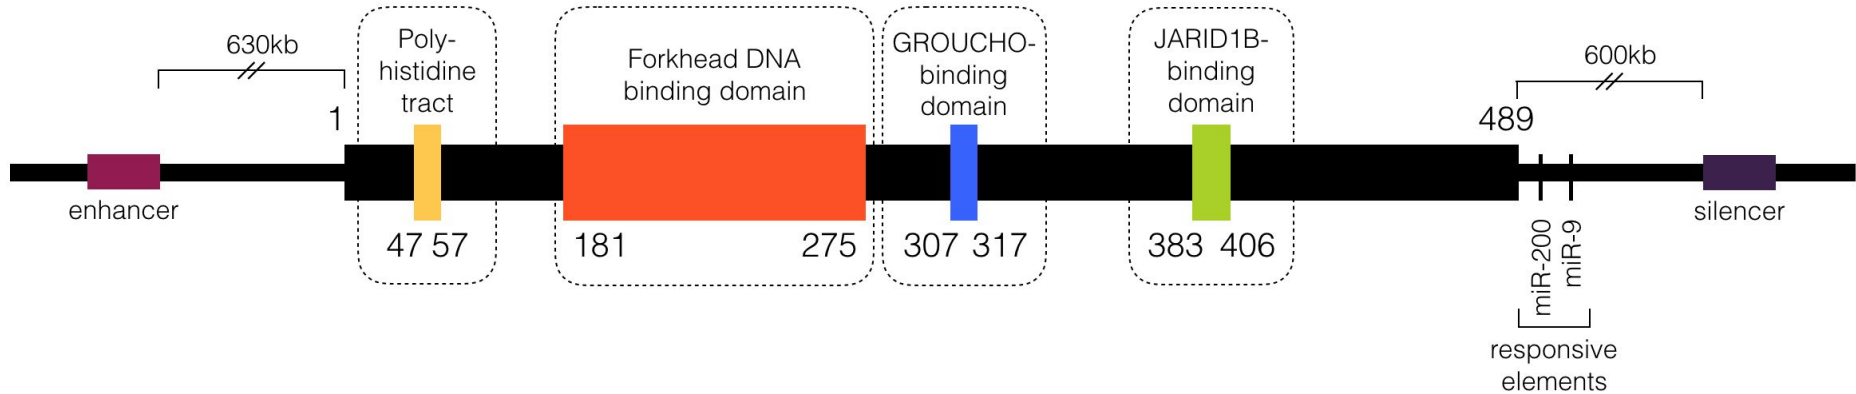 630kb
1
enhancer
Poly-
histidine
tract
47 57
Forkhead DNA
binding domain
181 275
GROUCHO-
binding
domain
307 317
JARID1B-
binding
domain
383 406
489
600kb
miR-200
miR-9
responsive
elements
silencer